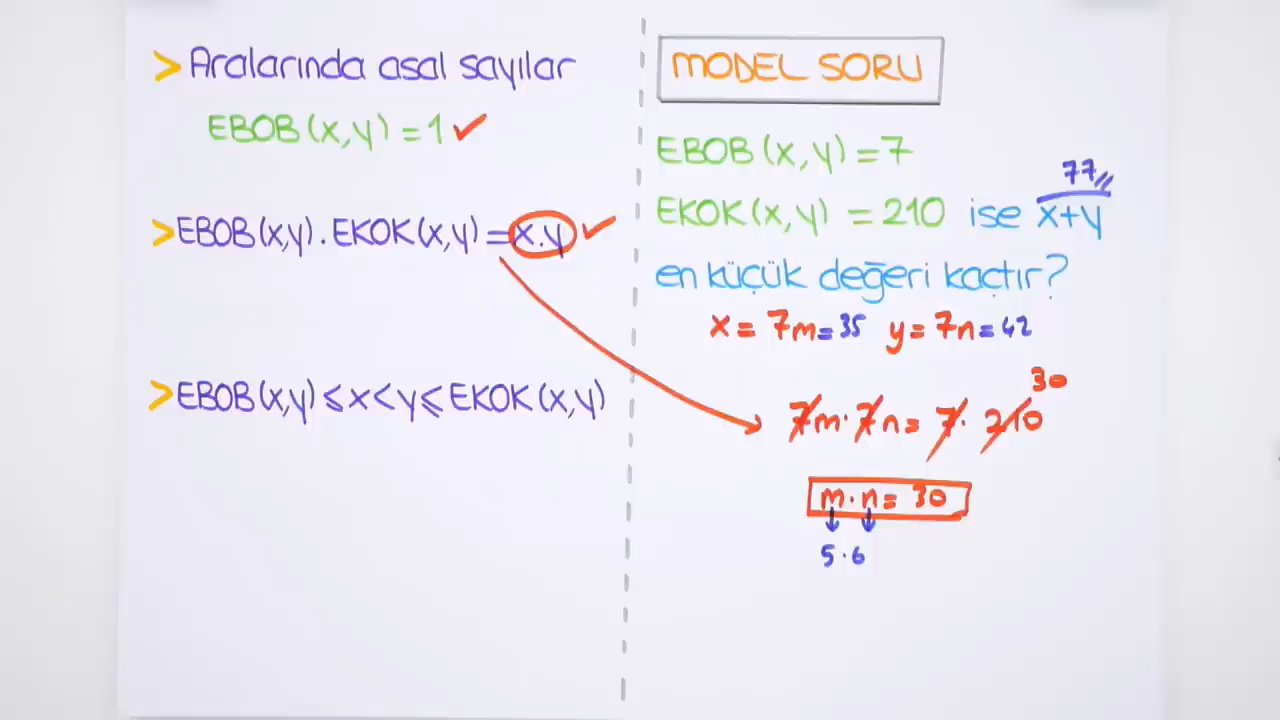 > Aralarında asal sayılar
EBOB(x,y)=1 ✓
> EBOB(x,y).EKOK(x,y)=x.y ✓
> EBOB(x,y)≤x<y≤EKOK(x,y)
MODEL SORU
EBOB(x,y)=7
77
EKOK(x,y)=210 ise x+y
en küçük değeri kaçtır?
x=7m=35 y=7n=42
30
7m.7n=7.210
m.n=30
5.6